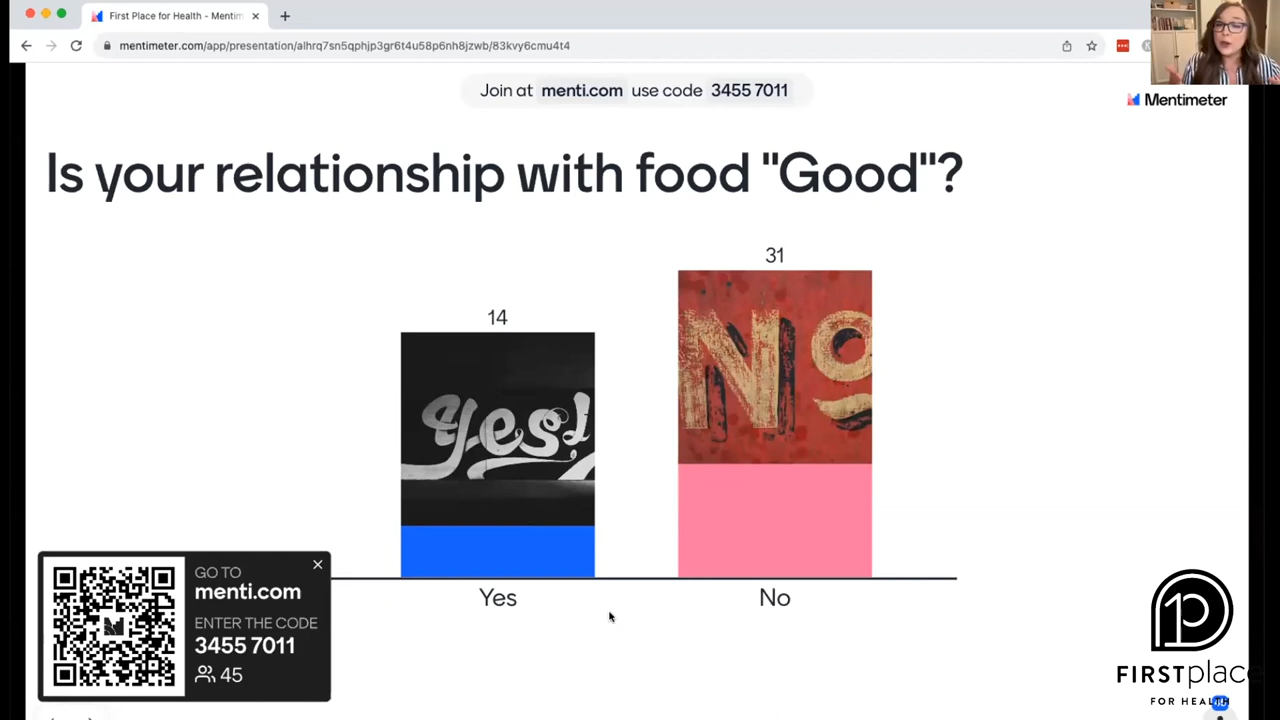 First Place for Health - Mentim
mentimeter.com/app/presentation/alhrq7sn5qphjp3gr6t4u58p6nh8jzwb/83kvy6cmu4t4
Join at menti.com use code 3455 7011
Mentimeter
Is your relationship with food "Good"?
14
31
Yes!
No
Yes
No
GO TO
menti.com
ENTER THE CODE
3455 7011
45
FIRSTplace
FOR HEALTH